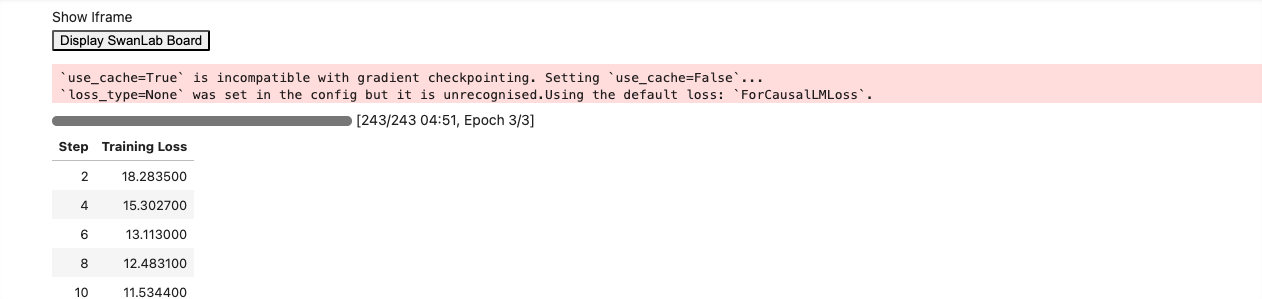 Show Iframe
Display SwanLab Board
`use_cache=True` is incompatible with gradient checkpointing. Setting `use_cache=False`...
`loss_type=None` was set in the config but it is unrecognised.Using the default loss: `ForCausalLMLoss`.
[243/243 04:51, Epoch 3/3]
Step Training Loss
2 18.283500
4 15.302700
6 13.113000
8 12.483100
10 11.534400